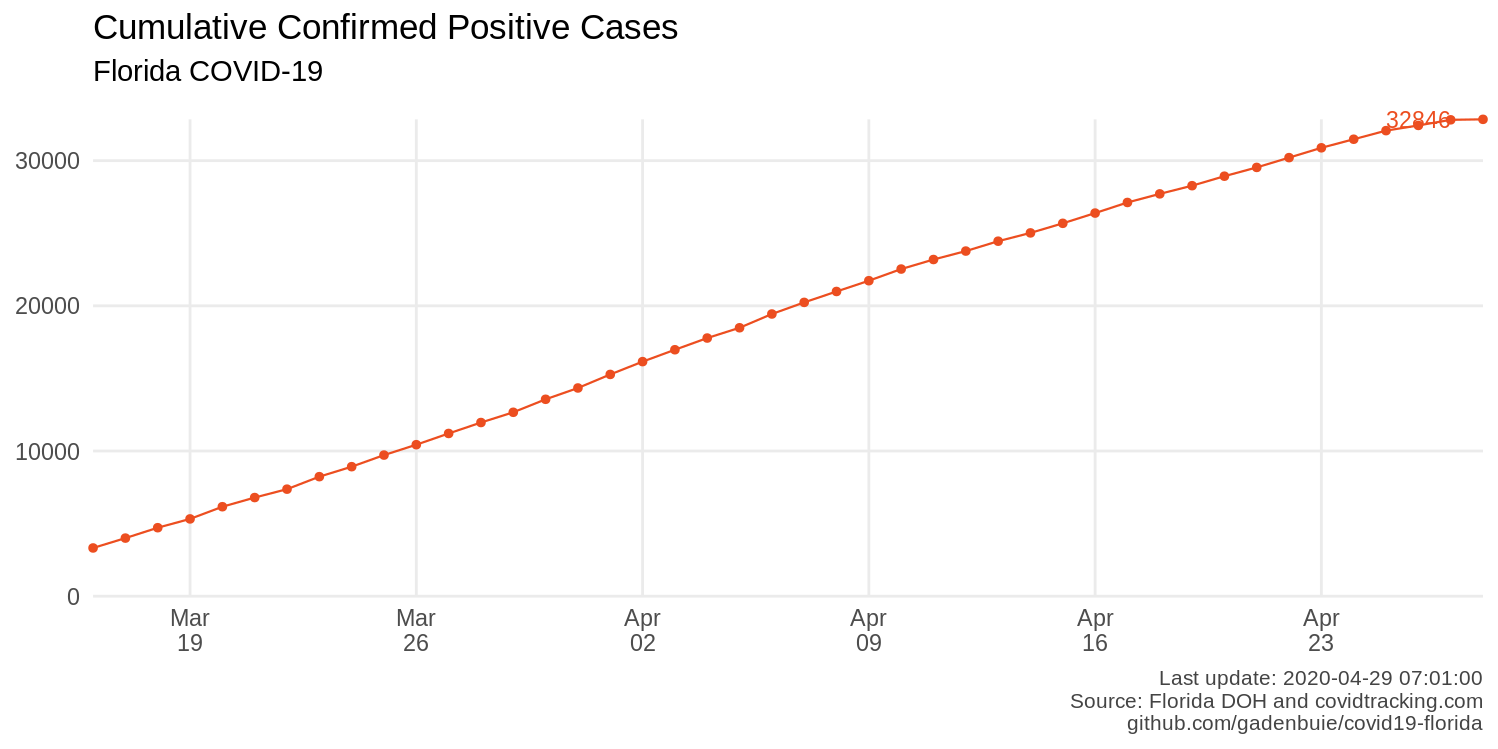 Cumulative Confirmed Positive Cases
Florida COVID-19
32846
30000
20000
10000
0
Mar
19
Mar
26
Apr
02
Apr
09
Apr
16
Apr
23
Last update: 2020-04-29 07:01:00
Source: Florida DOH and covidtracking.com
github.com/gadenbuie/covid19-florida